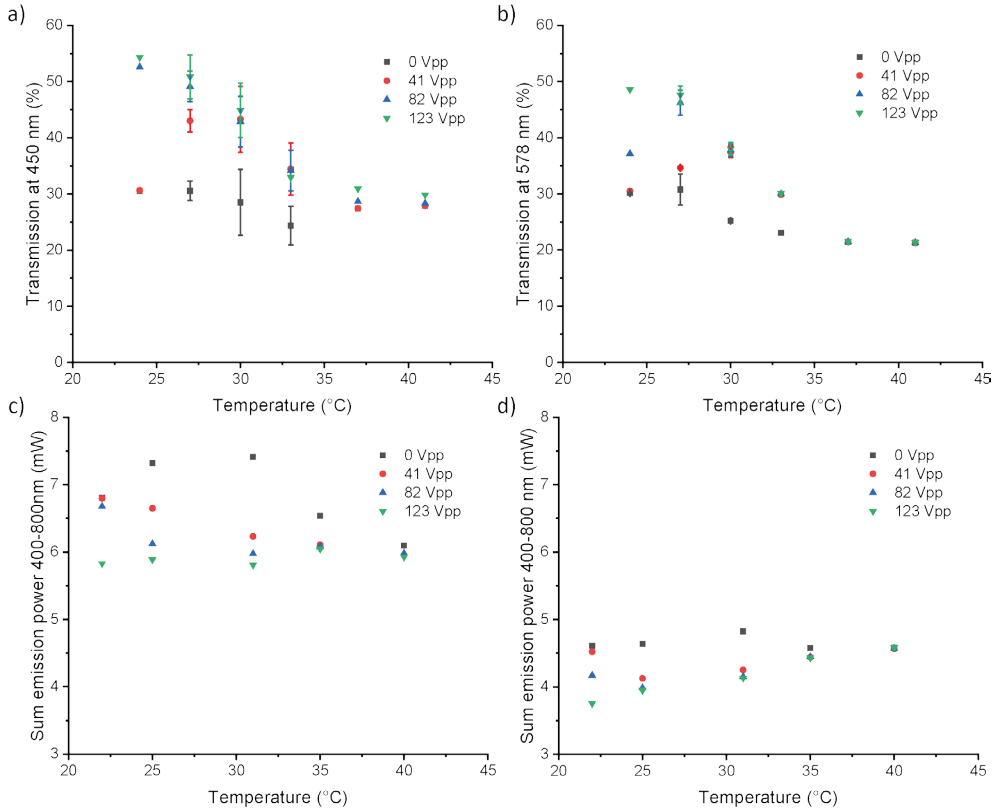 a)
Transmission at 450 nm (%)
60
50
40
30
20
10
0
20 25 30 35 40 45
Temperature (°C)
0 Vpp
41 Vpp
82 Vpp
123 Vpp
b)
Transmission at 578 nm (%)
60
50
40
30
20
10
0
20 25 30 35 40 45
Temperature (°C)
0 Vpp
41 Vpp
82 Vpp
123 Vpp
c)
Sum emission power 400-800nm (mW)
8
7
6
5
4
3
20 25 30 35 40 45
Temperature (°C)
0 Vpp
41 Vpp
82 Vpp
123 Vpp
d)
Sum emission power 400-800 nm (mW)
8
7
6
5
4
3
20 25 30 35 40 45
Temperature (°C)
0 Vpp
41 Vpp
82 Vpp
123 Vpp